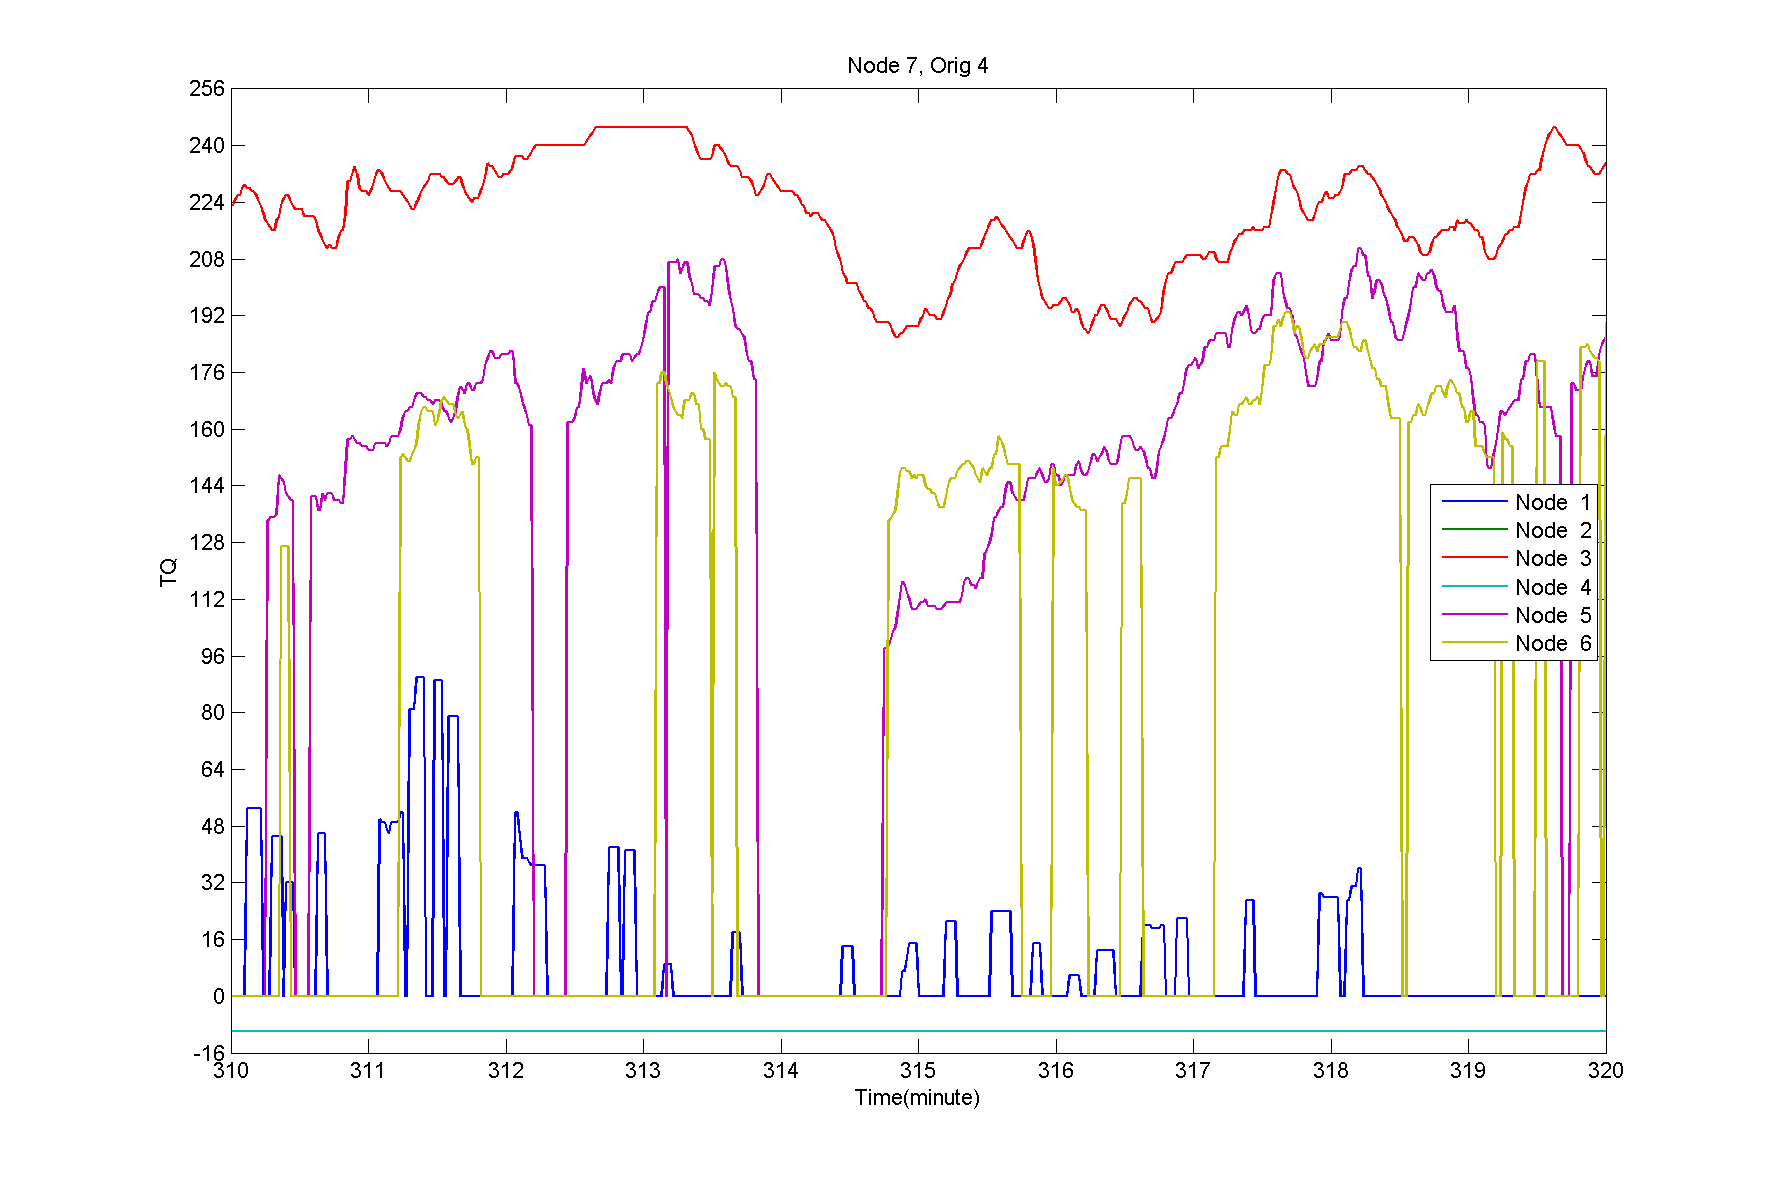 Node 7, Orig 4
256
240
224
208
192
176
160
144
128
112
96
80
64
48
32
16
0
-16
TQ
Node 1
Node 2
Node 3
Node 4
Node 5
Node 6
310 311 312 313 314 315 316 317 318 319 320
Time(minute)